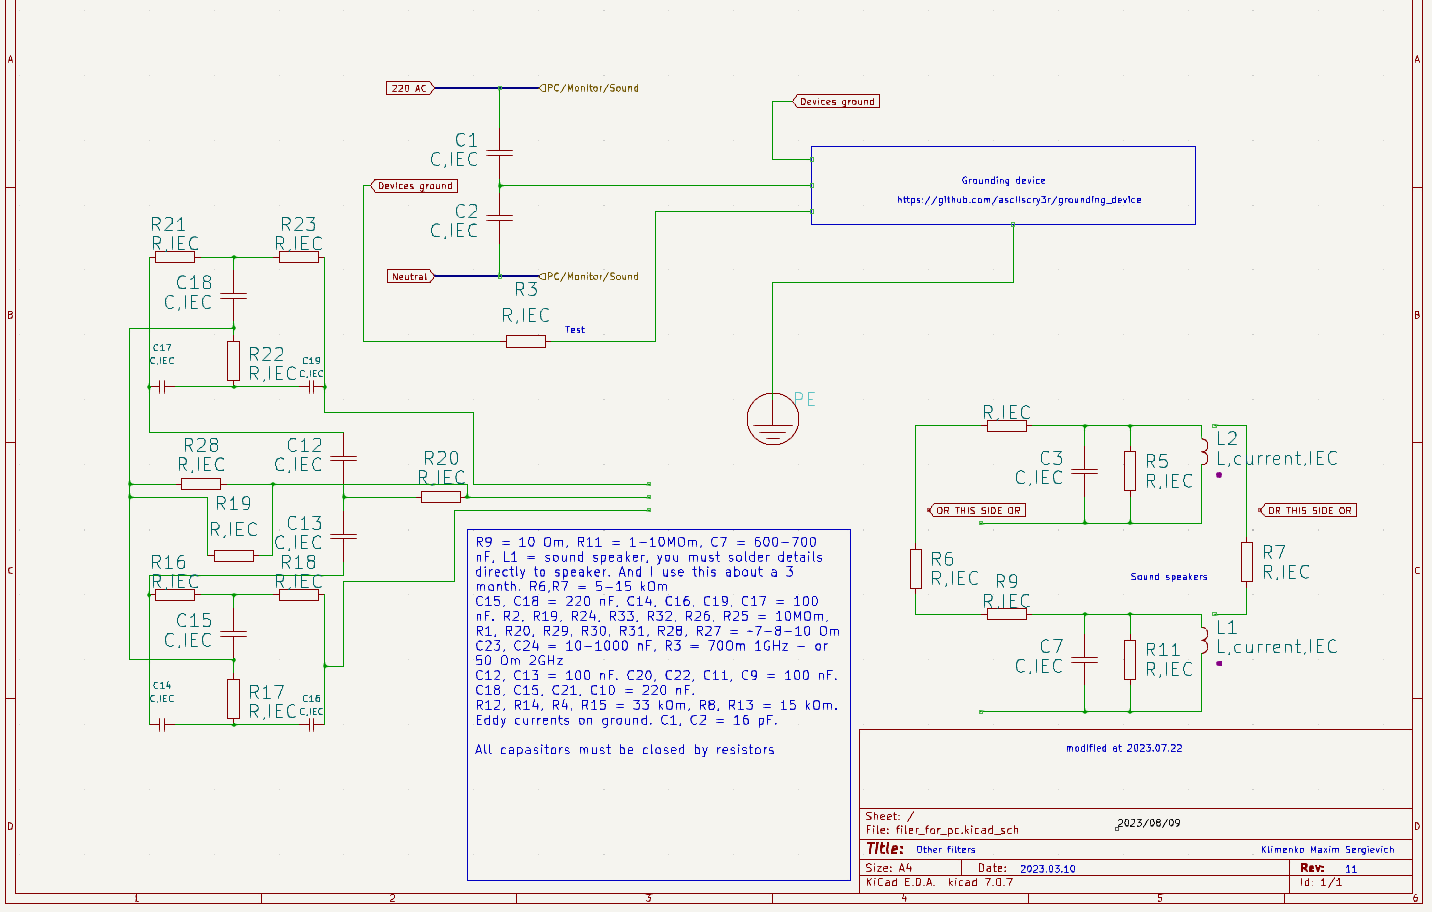 A
A
220 AC
PC/Monitor/Sound
Devices ground
C1
C,IEC
Devices ground
Grounding device
https://github.com/asciiscry3r/grounding_device
C2
C,IEC
R21
R,IEC
R23
R,IEC
Neutral
PC/Monitor/Sound
C18
C,IEC
R3
R,IEC
Test
B
B
C17
C,IEC
R22
R,IEC
C19
C,IEC
PE
R,IEC
R28
R,IEC
C12
C,IEC
R20
R,IEC
C3
C,IEC
R5
R,IEC
L2
L,current,IEC
R19
R,IEC
C13
C,IEC
OR THIS SIDE OR
OR THIS SIDE OR
R16
R,IEC
R18
R,IEC
C
C
R6
R,IEC
R9
R,IEC
Sound speakers
R7
R,IEC
C15
C,IEC
C7
C,IEC
R11
R,IEC
L1
L,current,IEC
C14
C,IEC
R17
R,IEC
C16
C,IEC
R9 = 10 Om, R11 = 1-10MOm, C7 = 600-700
nF, L1 = sound speaker, you must solder details
directly to speaker. And I use this about a 3
month. R6,R7 = 5-15 kOm
C15, C18 = 220 nF, C14, C16, C19, C17 = 100
nF. R2, R19, R24, R33, R32, R26, R25 = 10MOm,
R1, R20, R29, R30, R31, R28, R27 = ~7-8-10 Om
C23, C24 = 10-1000 nF, R3 = 70Om 1GHz - or
50 Om 2GHz
C12, C13 = 100 nF. C20, C22, C11, C9 = 100 nF.
C18, C15, C21, C10 = 220 nF.
R12, R14, R4, R15 = 33 kOm, R8, R13 = 15 kOm.
Eddy currents on ground. C1, C2 = 16 pF.
All capasitors must be closed by resistors
modified at 2023.07.22
Sheet: /
File: filer_for_pc.kicad_sch
2023/08/09
D
D
Title: Other filters
Klimenko Maxim Sergievich
Size: A4
Date: 2023.03.10
Rev: 11
KiCad E.D.A. kicad 7.0.7
Id: 1/1
1
2
3
4
5
6